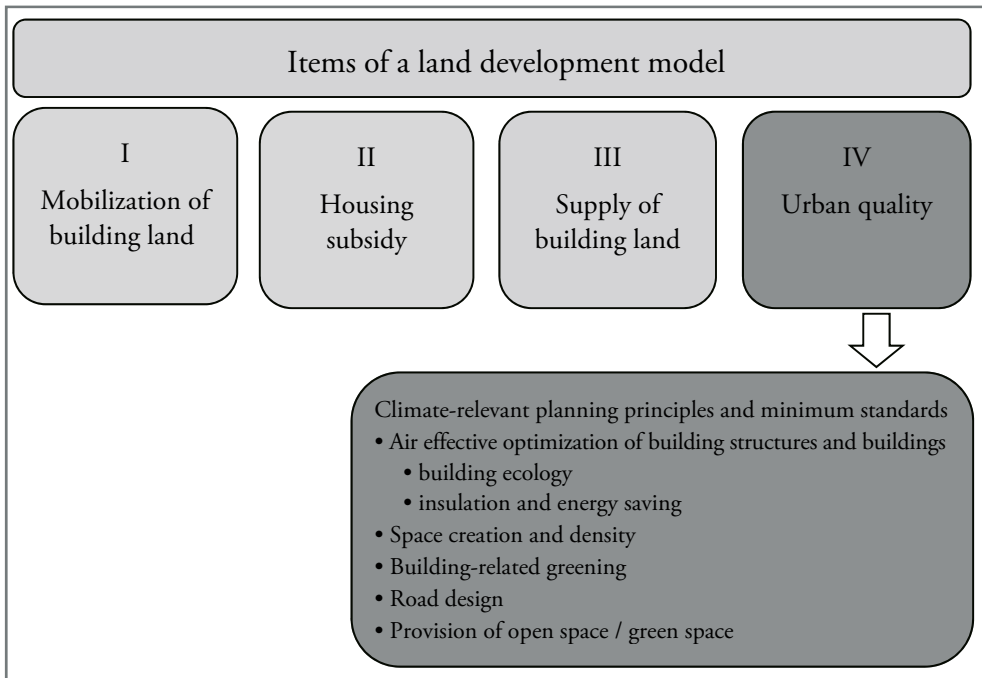 Items of a land development model
I
Mobilization of
building land
II
Housing
subsidy
III
Supply of
building land
IV
Urban quality
Climate-relevant planning principles and minimum standards
• Air effective optimization of building structures and buildings
• building ecology
• insulation and energy saving
• Space creation and density
• Building-related greening
• Road design
• Provision of open space / green space